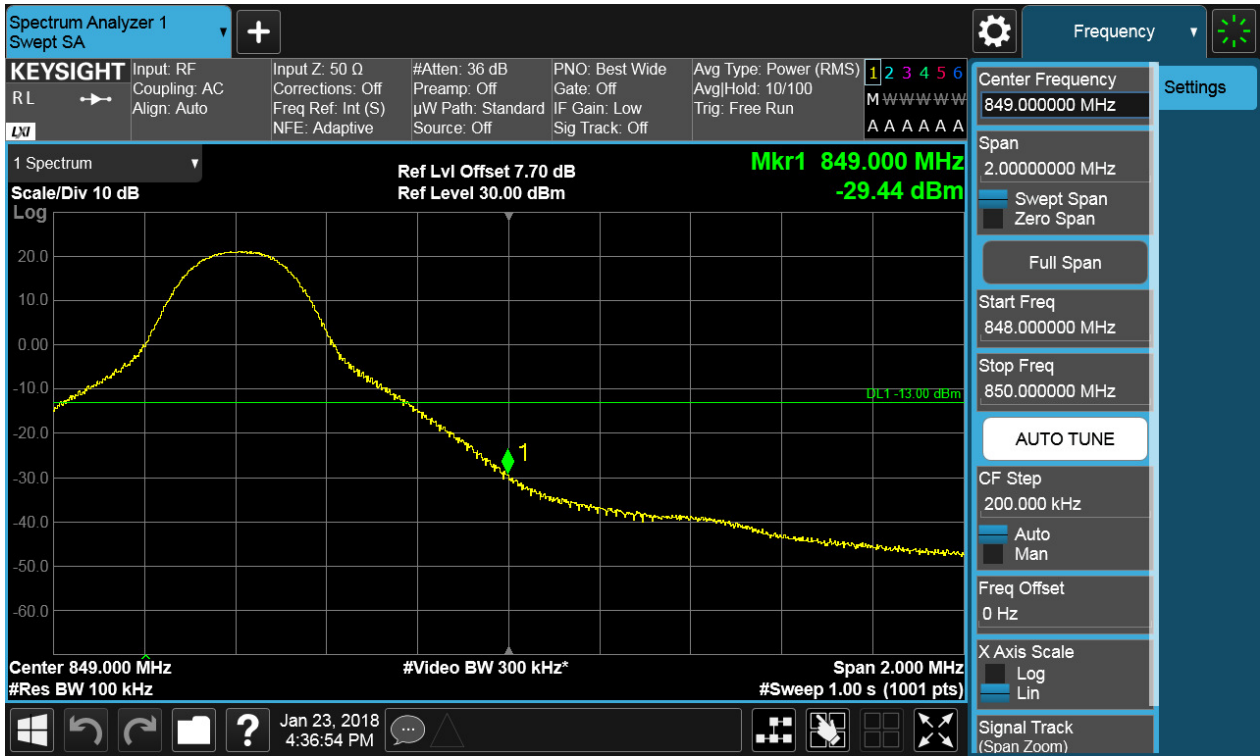 Spectrum Analyzer 1
Swept SA
+
Frequency
KEYSIGHT
RL
LXI
Input: RF
Coupling: AC
Align: Auto
Input Z: 50 Ω
Corrections: Off
Freq Ref: Int (S)
NFE: Adaptive
#Atten: 36 dB
Preamp: Off
µW Path: Standard
Source: Off
PNO: Best Wide
Gate: Off
IF Gain: Low
Sig Track: Off
Avg Type: Power (RMS)
Avg|Hold: 10/100
Trig: Free Run
1 2 3 4 5 6
M W W W W W
A A A A A A
1 Spectrum
Scale/Div 10 dB
Log
Ref Lvl Offset 7.70 dB
Ref Level 30.00 dBm
Mkr1 849.000 MHz
-29.44 dBm
20.0
10.0
0.00
-10.0
DL1 -13.00 dBm
-20.0
1
-30.0
-40.0
-50.0
-60.0
Center 849.000 MHz
#Video BW 300 kHz*
Span 2.000 MHz
#Res BW 100 kHz
#Sweep 1.00 s (1001 pts)
?
Jan 23, 2018
4:36:54 PM
Center Frequency
849.000000 MHz
Settings
Span
2.00000000 MHz
Swept Span
Zero Span
Full Span
Start Freq
848.000000 MHz
Stop Freq
850.000000 MHz
AUTO TUNE
CF Step
200.000 kHz
Auto
Man
Freq Offset
0 Hz
X Axis Scale
Log
Lin
Signal Track
(Span Zoom)